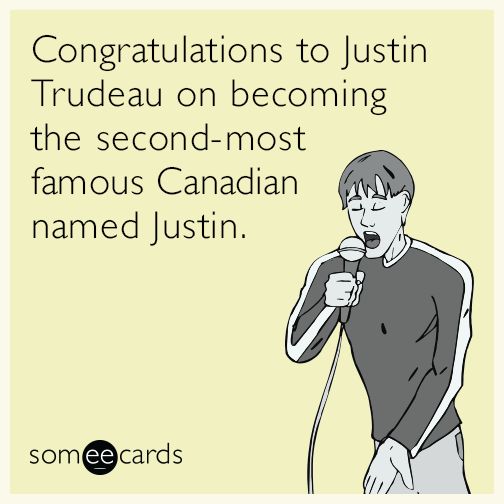 Congratulations to Justin
Trudeau on becoming
the second-most
famous Canadian
named Justin.
someecards